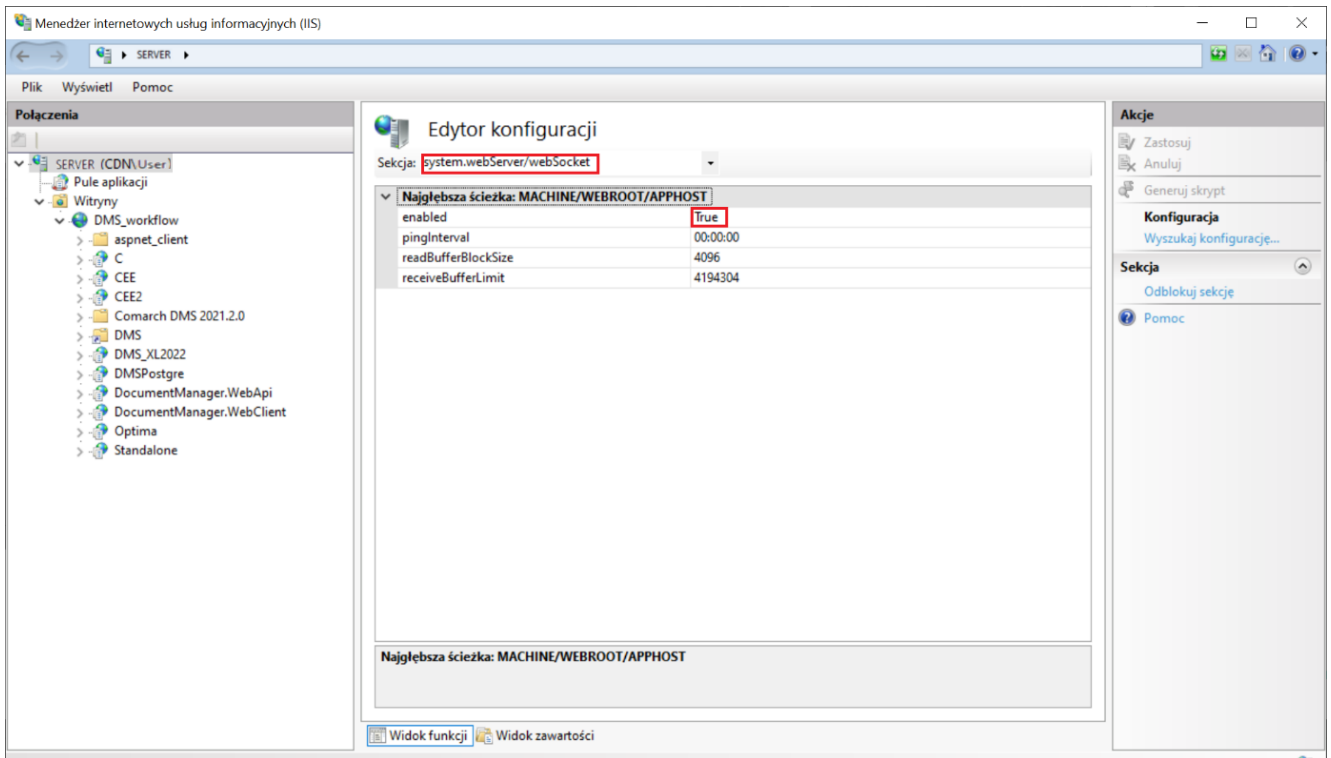 Menedżer internetowych usług informacyjnych (IIS)
SERVER
Plik Wyświetl Pomoc
Połączenia
SERVER (CDN\User)
Pule aplikacji
Witryny
DMS_workflow
aspnet_client
C
CEE
CEE2
Comarch DMS 2021.2.0
DMS
DMS_XL2022
DMSPostgre
DocumentManager.WebApi
DocumentManager.WebClient
Optima
Standalone
Edytor konfiguracji
Sekcja: system.webServer/webSocket
Najgłębsza ścieżka: MACHINE/WEBROOT/APPHOST
enabled True
pingInterval 00:00:00
readBufferBlockSize 4096
receiveBufferLimit 4194304
Najgłębsza ścieżka: MACHINE/WEBROOT/APPHOST
Widok funkcji Widok zawartości
Akcje
Zastosuj
Anuluj
Generuj skrypt
Konfiguracja
Wyszukaj konfigurację...
Sekcja
Odblokuj sekcję
Pomoc